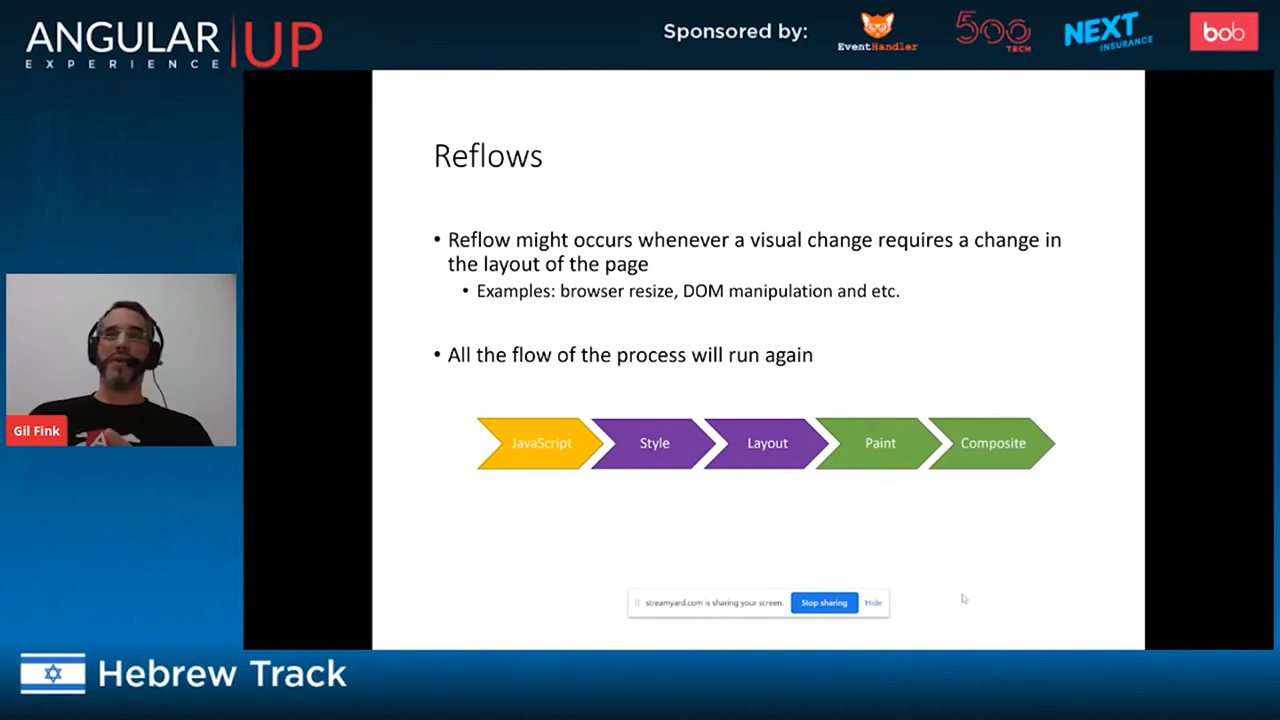 ANGULAR UP
EXPERIENCE
Sponsored by:
EventHandler
500
TECH
NEXT
INSURANCE
bob
Reflows
• Reflow might occurs whenever a visual change requires a change in
the layout of the page
• Examples: browser resize, DOM manipulation and etc.
• All the flow of the process will run again
JavaScript
Style
Layout
Paint
Composite
Gil Fink
A
streamyard.com is sharing your screen.
Stop sharing
Hide
Hebrew Track